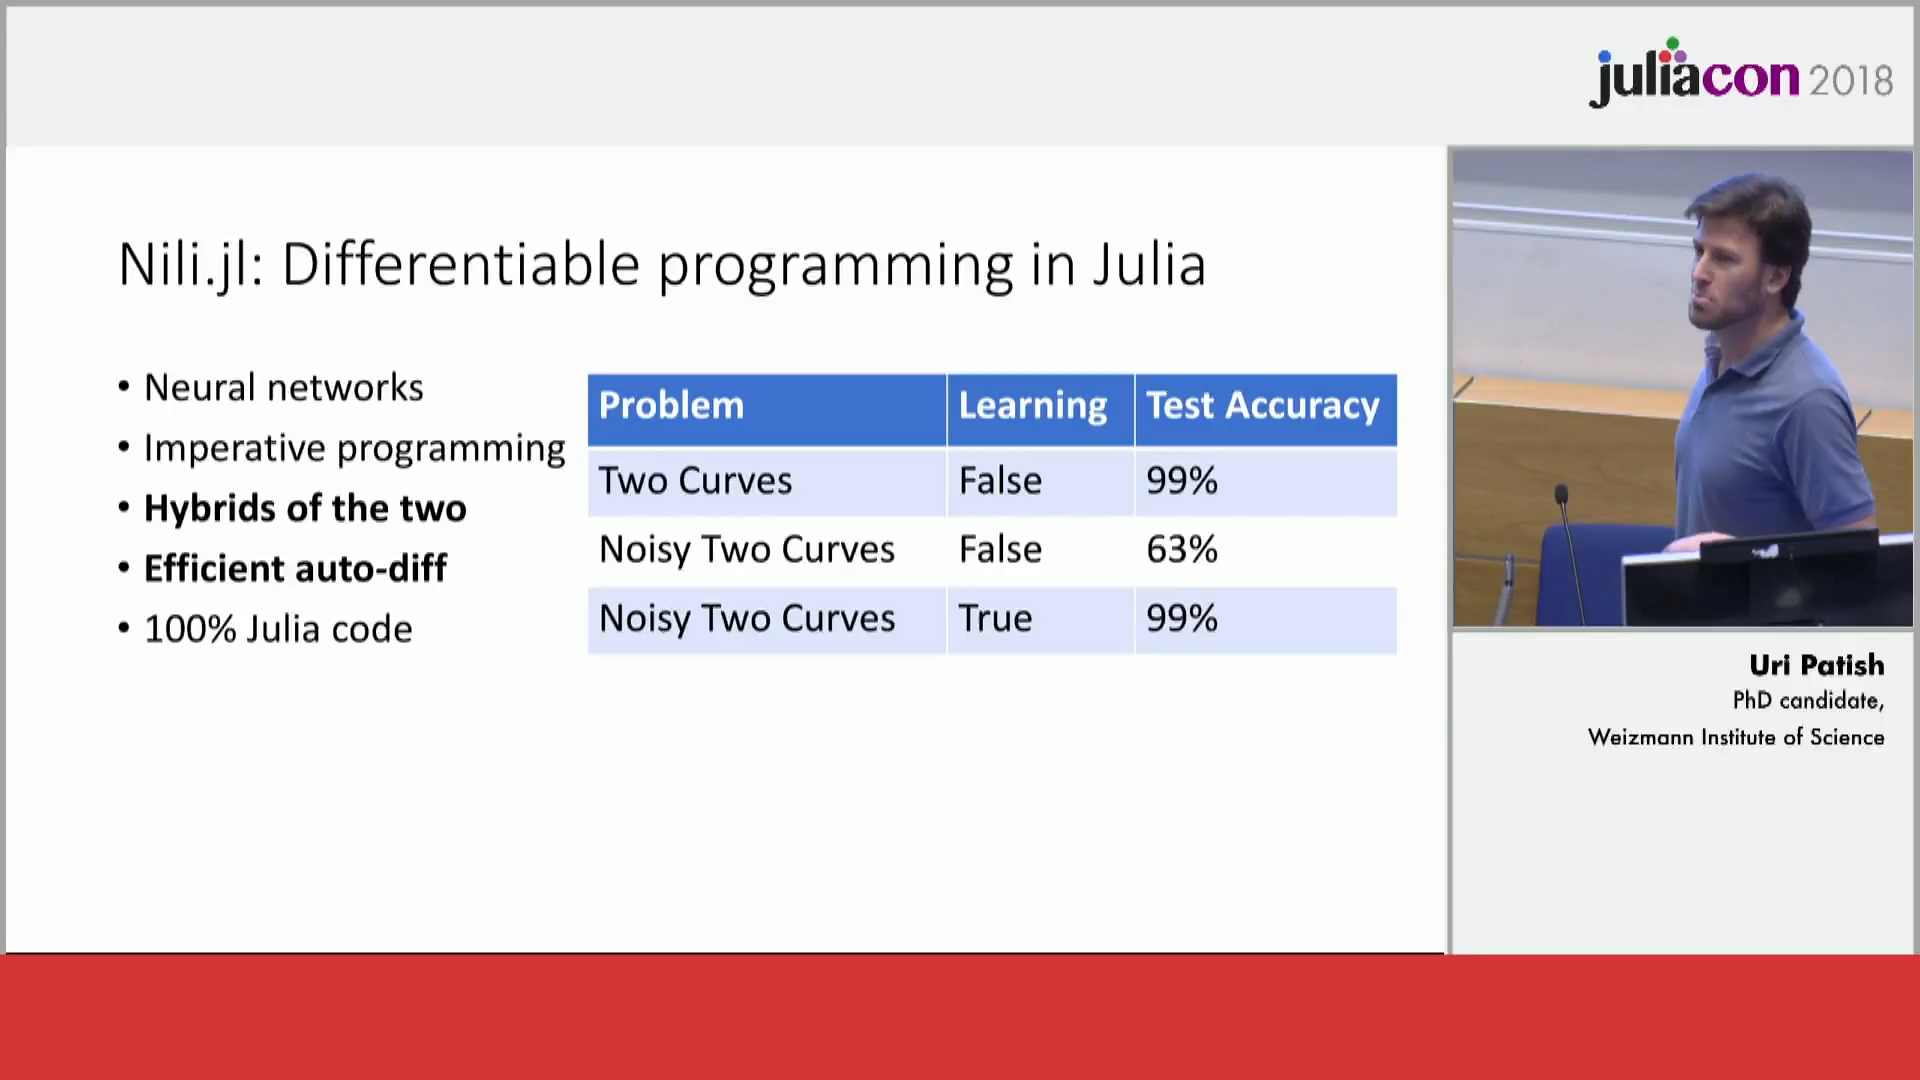 juliacon 2018
Nili.jl: Differentiable programming in Julia
• Neural networks
• Imperative programming
• Hybrids of the two
• Efficient auto-diff
• 100% Julia code
Problem Learning Test Accuracy
Two Curves False 99%
Noisy Two Curves False 63%
Noisy Two Curves True 99%
Uri Patish
PhD candidate,
Weizmann Institute of Science